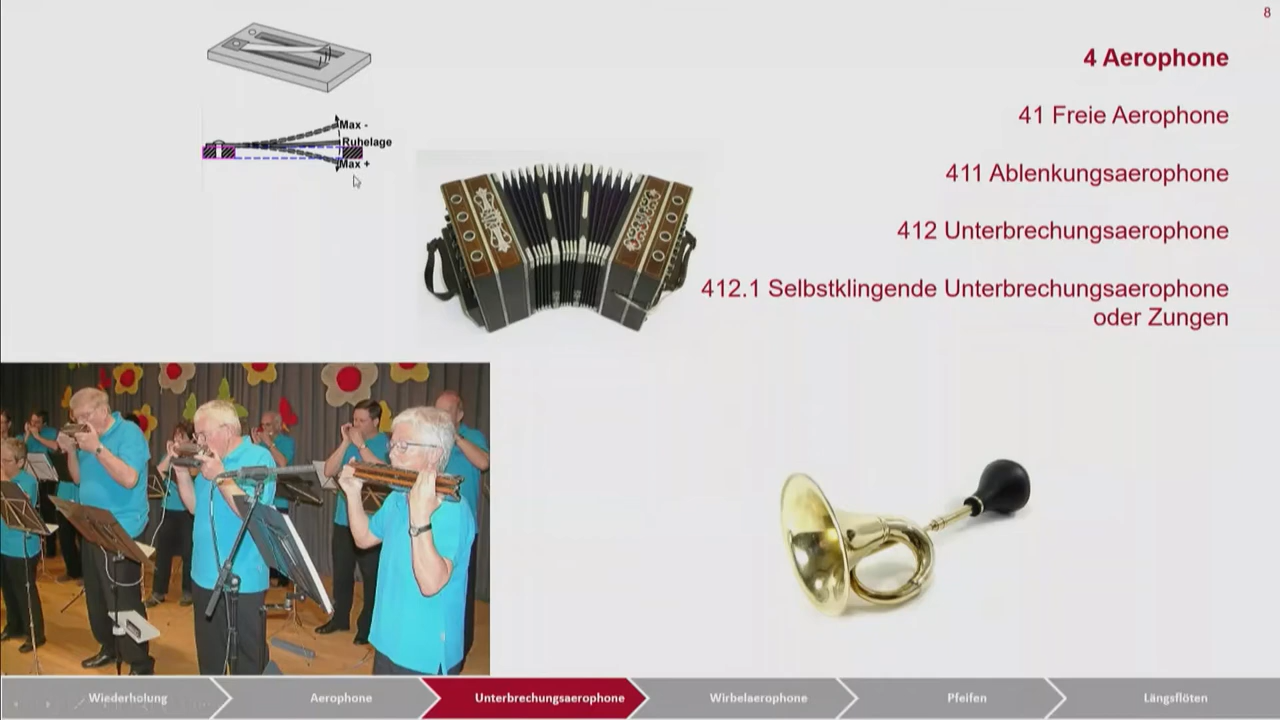 8
4 Aerophone
41 Freie Aerophone
411 Ablenkungsaerophone
412 Unterbrechungsaerophone
412.1 Selbstklingende Unterbrechungsaerophone
oder Zungen
Max -
Ruhelage
Max +
Wiederholung
Aerophone
Unterbrechungsaerophone
Wirbelaerophone
Pfeifen
Längsflöten